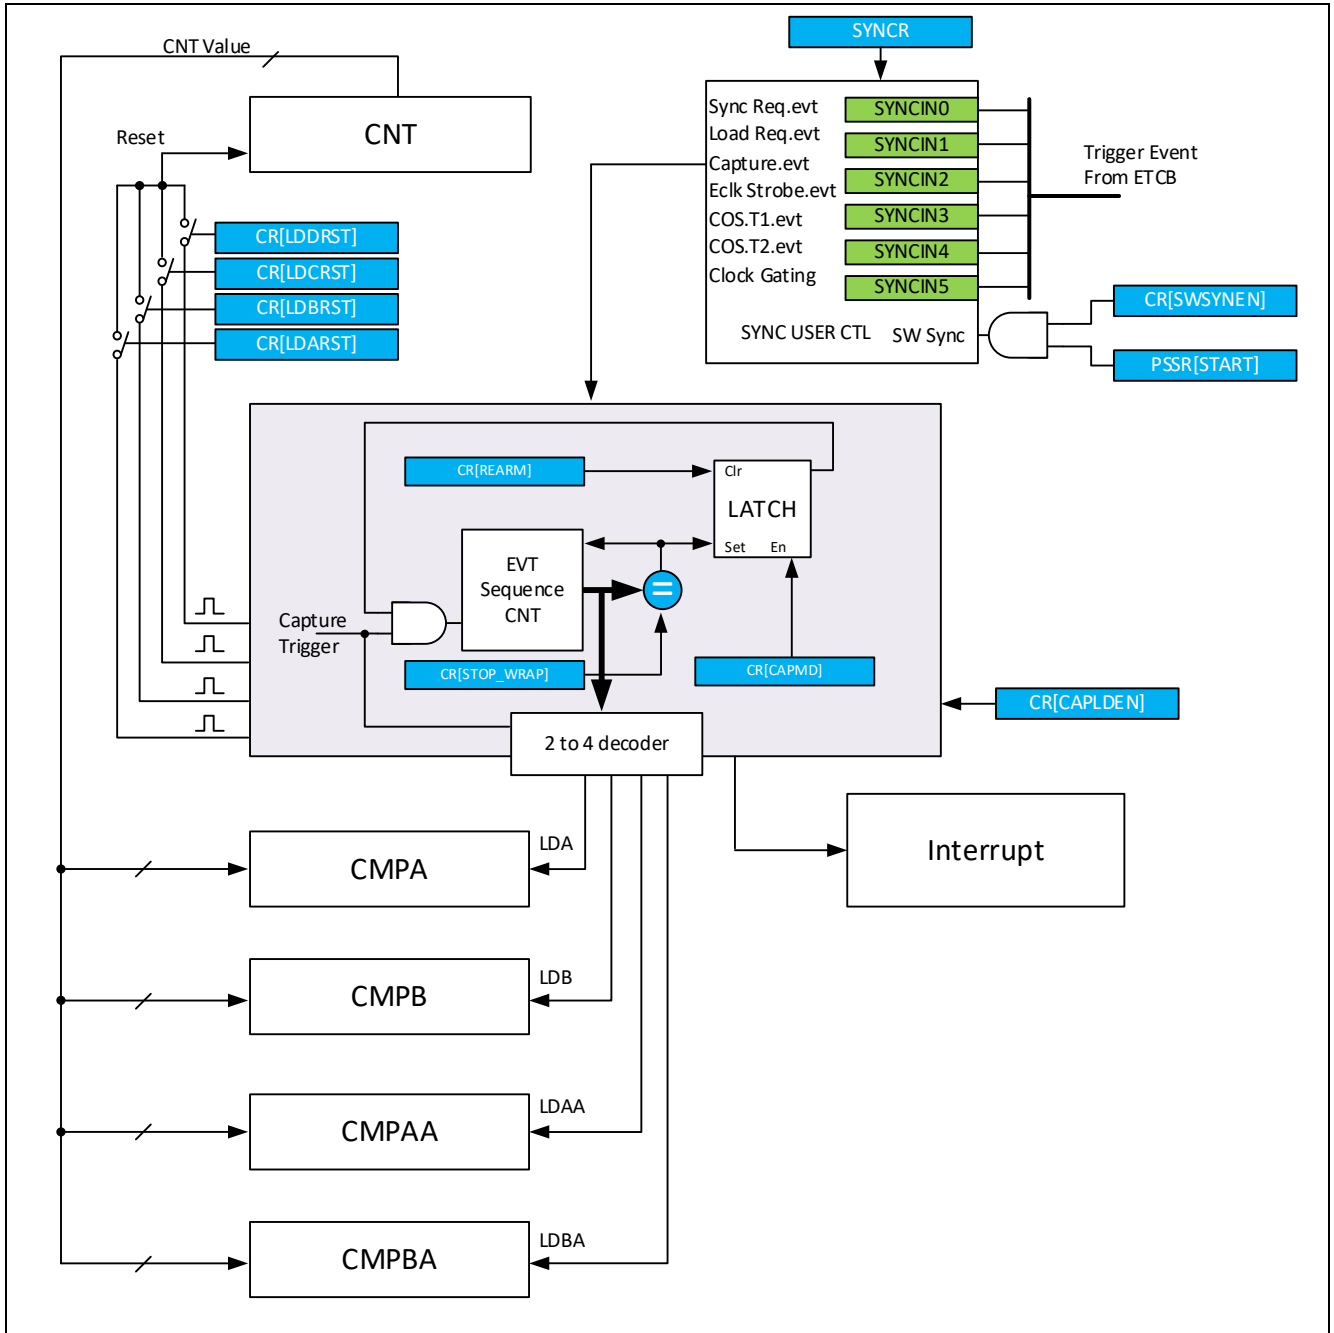 SYNCR
CNT Value
CNT
Reset
Sync Req.evt
Load Req.evt
Capture.evt
Eclk Strobe.evt
COS.T1.evt
COS.T2.evt
Clock Gating
SYNCIN0
SYNCIN1
SYNCIN2
SYNCIN3
SYNCIN4
SYNCIN5
SYNC USER CTL
SW Sync
Trigger Event
From ETCB
CR[SWSYNEN]
PSSR[START]
CR[LDDRST]
CR[LDCRST]
CR[LDBRST]
CR[LDARST]
CR[REARM]
Clr
LATCH
Set En
EVT
Sequence
CNT
=
Capture
Trigger
CR[STOP_WRAP]
CR[CAPMD]
CR[CAPLDEN]
2 to 4 decoder
Interrupt
LDA
CMPA
LDB
CMPB
LDAA
CMPAA
LDBA
CMPBA